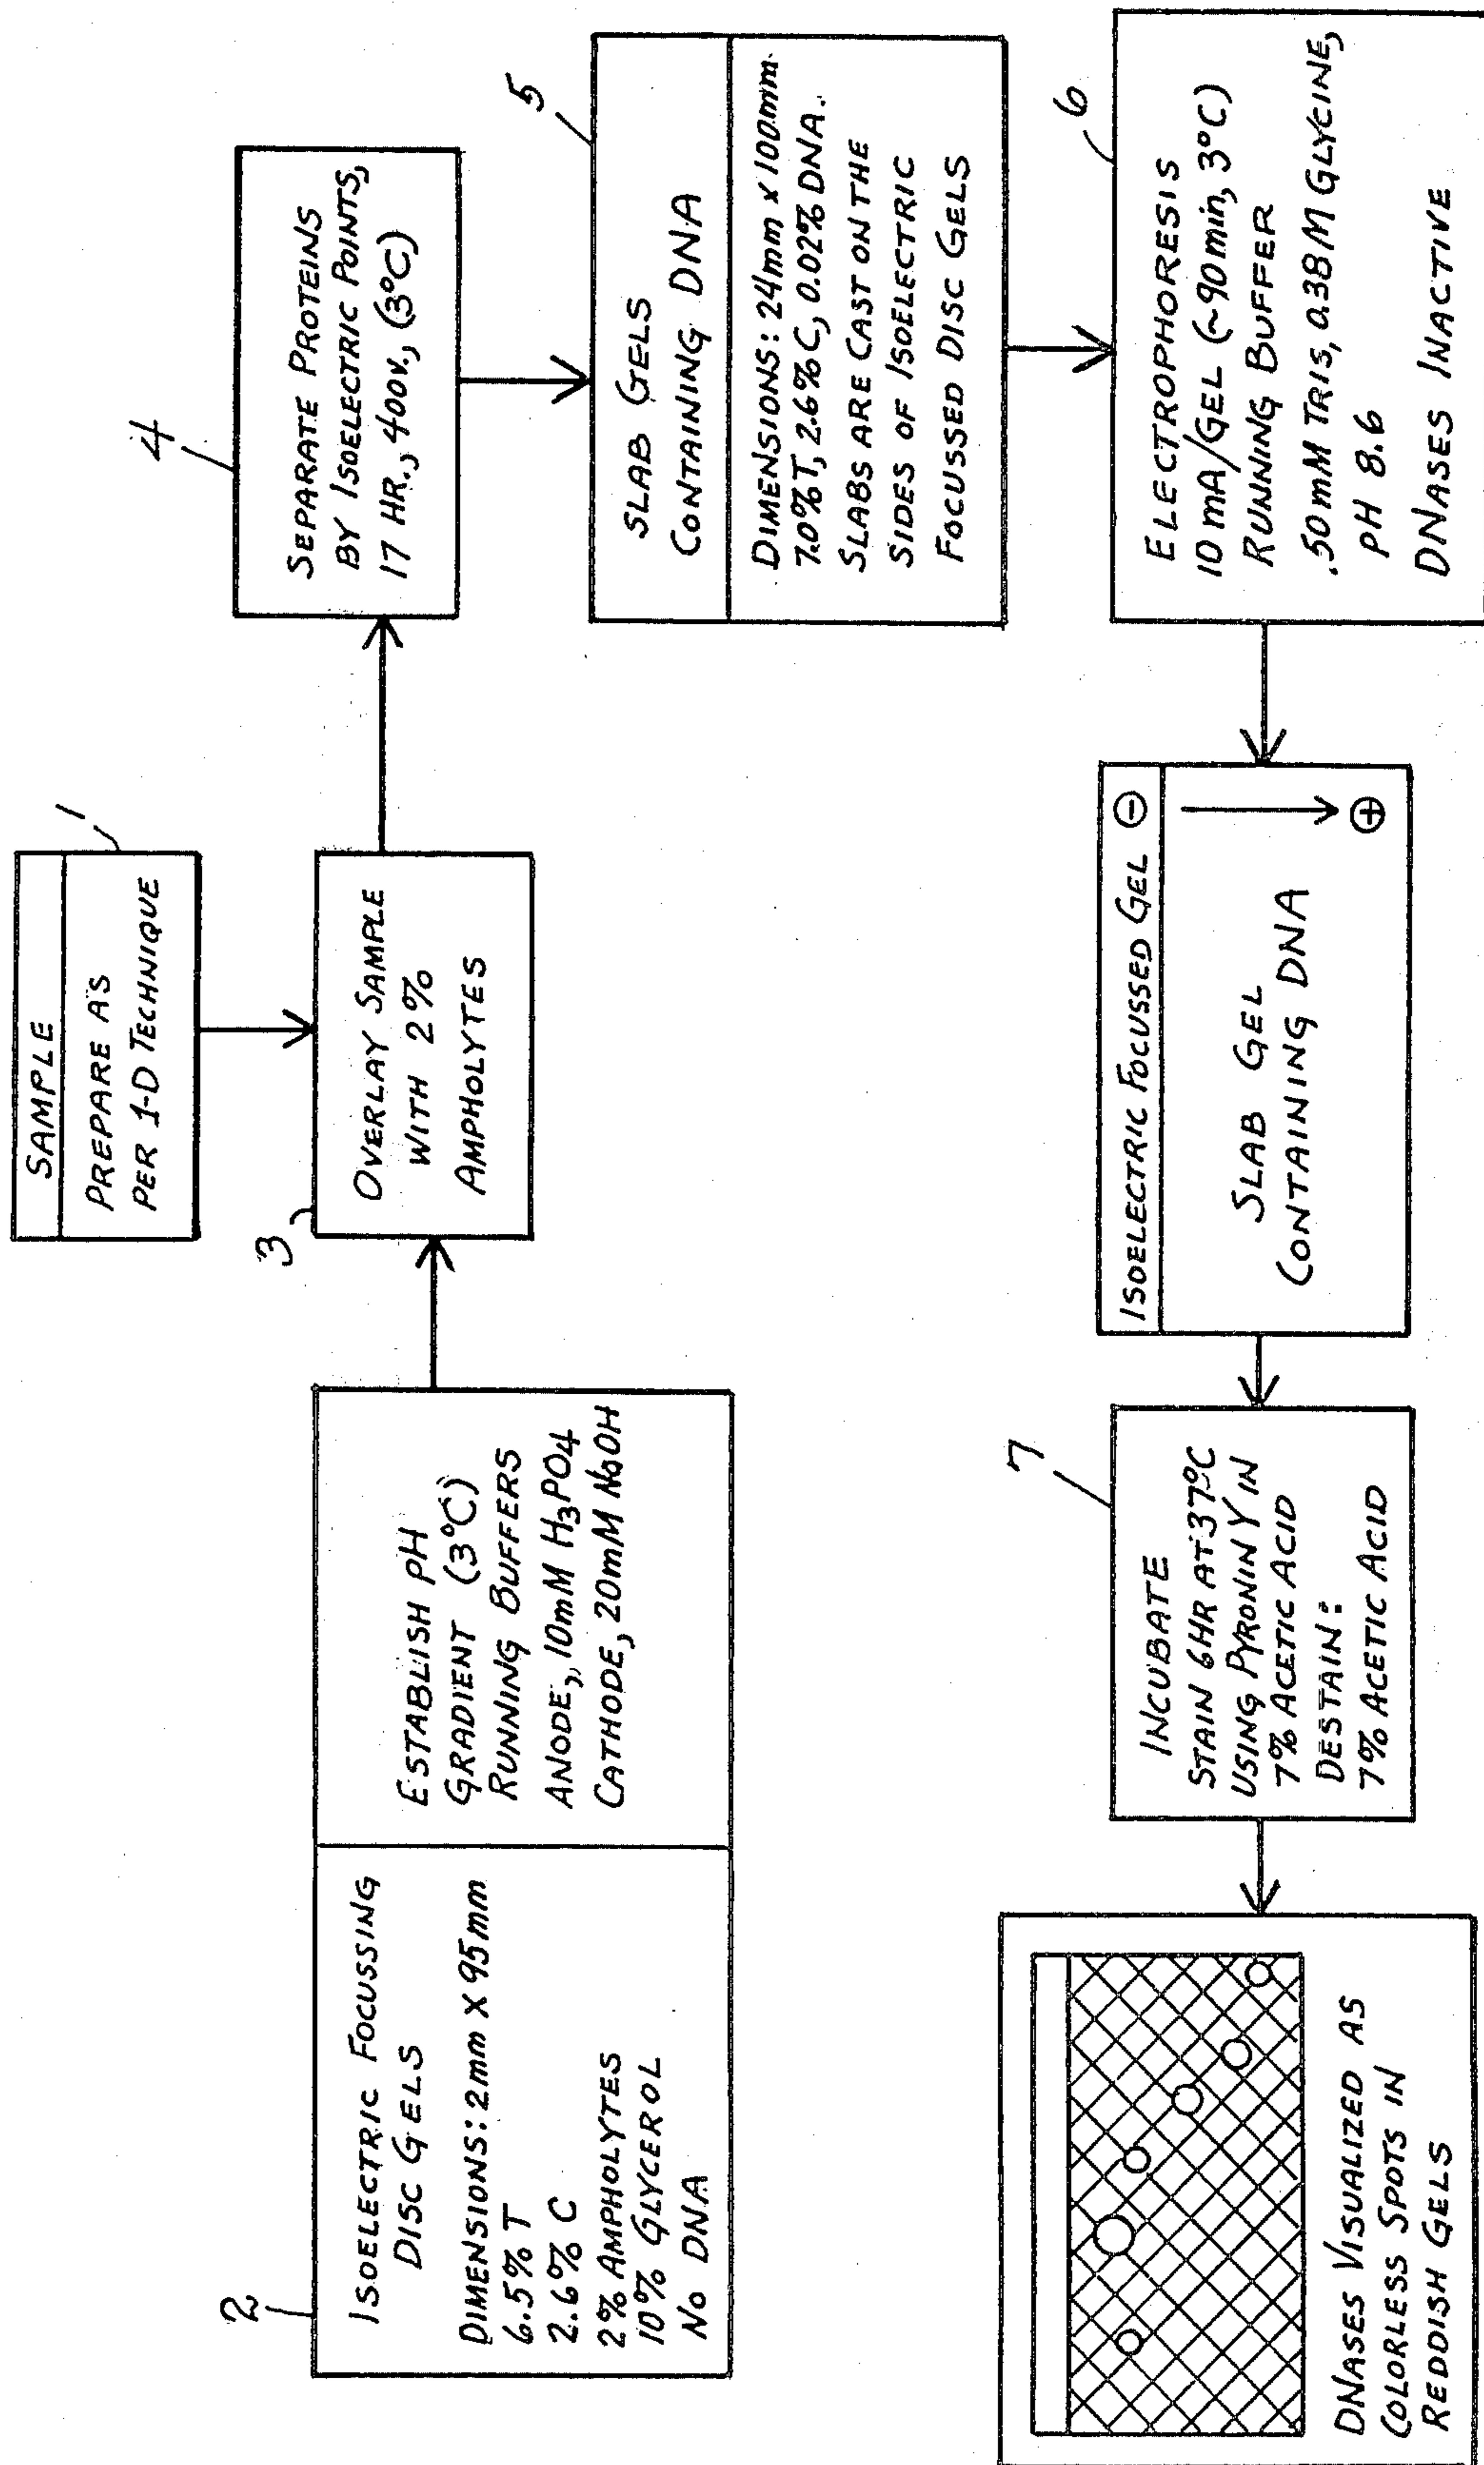 SAMPLE
1
PREPARE AS
PER 1-D TECHNIQUE
2
ISOELECTRIC FOCUSSING
DISC GELS
DIMENSIONS: 2mm X 95mm
6.5% T
2.6% C
2% AMPHOLYTES
10% GLYCEROL
NO DNA
ESTABLISH PH
GRADIENT (3°C)
RUNNING BUFFERS
ANODE, 10mM H3PO4
CATHODE, 20mM NaOH
3
OVERLAY SAMPLE
WITH 2%
AMPHOLYTES
4
SEPARATE PROTEINS
BY ISOELECTRIC POINTS,
17 HR., 400V., (3°C)
5
SLAB GELS
CONTAINING DNA
DIMENSIONS: 24mm x 100mm.
7.0%T, 2.6%C, 0.02% DNA.
SLABS ARE CAST ON THE
SIDES OF ISOELECTRIC
FOCUSSED DISC GELS
6
ELECTROPHORESIS
10 mA/GEL (~90 min, 3°C)
RUNNING BUFFER
.50 mM TRIS, 0.38 M GLYCINE,
PH 8.6
DNASES INACTIVE
ISOELECTRIC FOCUSSED GEL ⊖
SLAB GEL
CONTAINING DNA
⊕
7
INCUBATE
STAIN 6HR AT 37°C
USING PYRONIN Y IN
7% ACETIC ACID
DESTAIN:
7% ACETIC ACID
DNASES VISUALIZED AS
COLORLESS SPOTS IN
REDDISH GELS